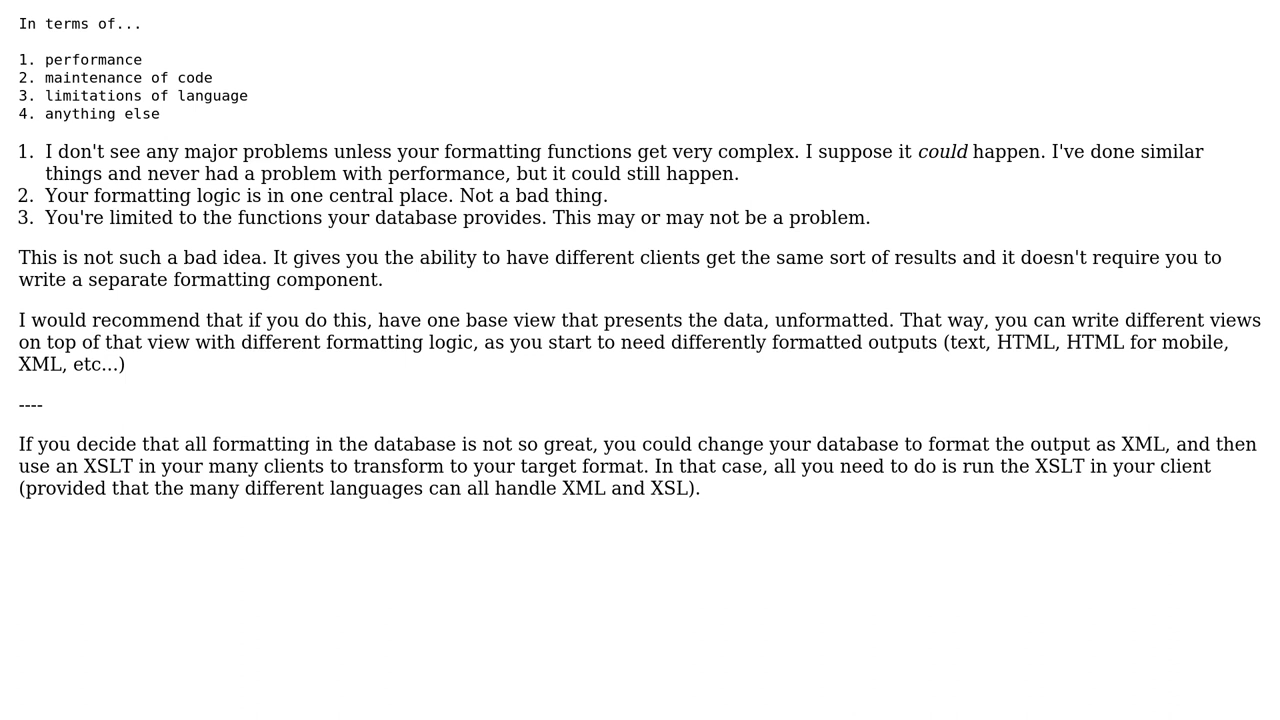 In terms of...
1. performance
2. maintenance of code
3. limitations of language
4. anything else
1. I don't see any major problems unless your formatting functions get very complex. I suppose it could happen. I've done similar
things and never had a problem with performance, but it could still happen.
2. Your formatting logic is in one central place. Not a bad thing.
3. You're limited to the functions your database provides. This may or may not be a problem.
This is not such a bad idea. It gives you the ability to have different clients get the same sort of results and it doesn't require you to
write a separate formatting component.
I would recommend that if you do this, have one base view that presents the data, unformatted. That way, you can write different views
on top of that view with different formatting logic, as you start to need differently formatted outputs (text, HTML, HTML for mobile,
XML, etc...)
----
If you decide that all formatting in the database is not so great, you could change your database to format the output as XML, and then
use an XSLT in your many clients to transform to your target format. In that case, all you need to do is run the XSLT in your client
(provided that the many different languages can all handle XML and XSL).